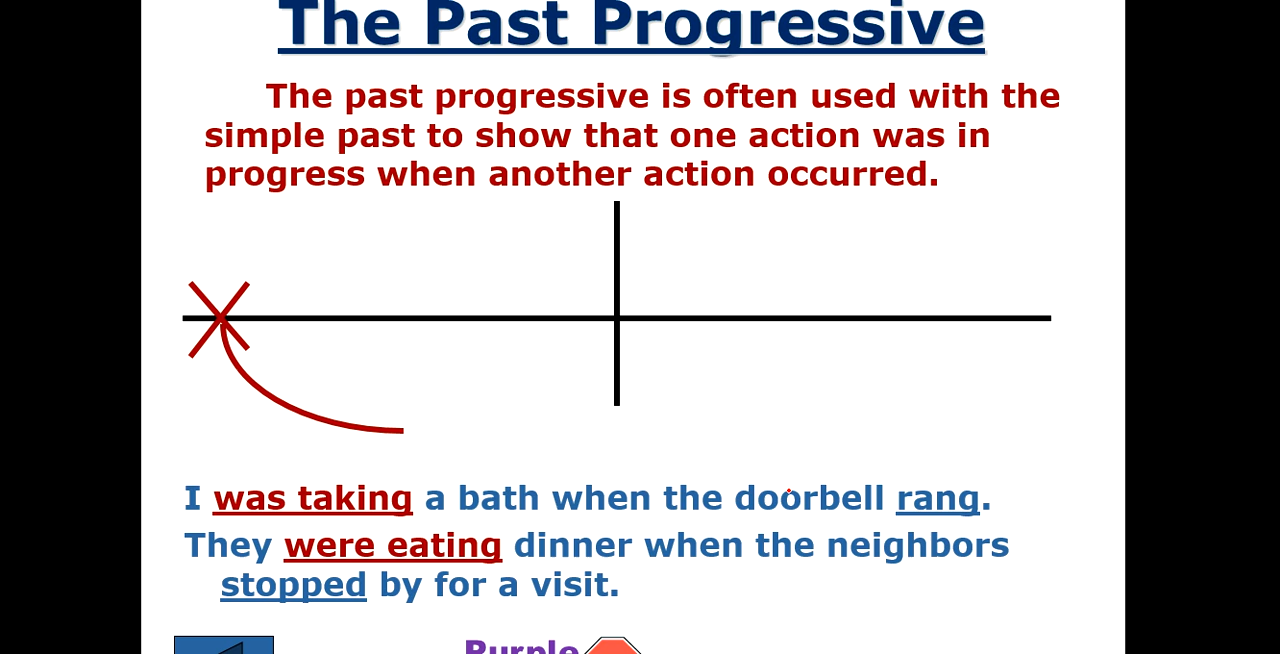 The Past Progressive
The past progressive is often used with the
simple past to show that one action was in
progress when another action occurred.
I was taking a bath when the doorbell rang.
They were eating dinner when the neighbors
stopped by for a visit.
Purple